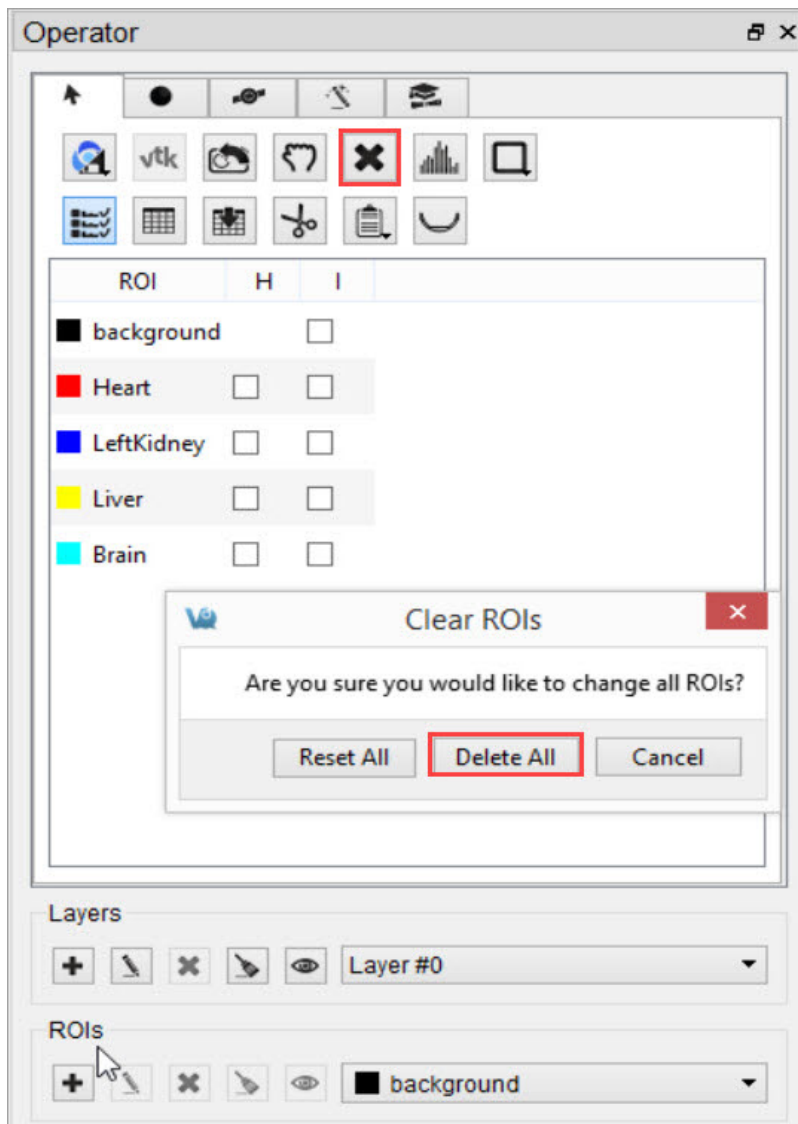 Operator
vtk
ROI H I
background
Heart
LeftKidney
Liver
Brain
Clear ROIs
Are you sure you would like to change all ROIs?
Reset All Delete All Cancel
Layers
Layer #0
ROIs
background